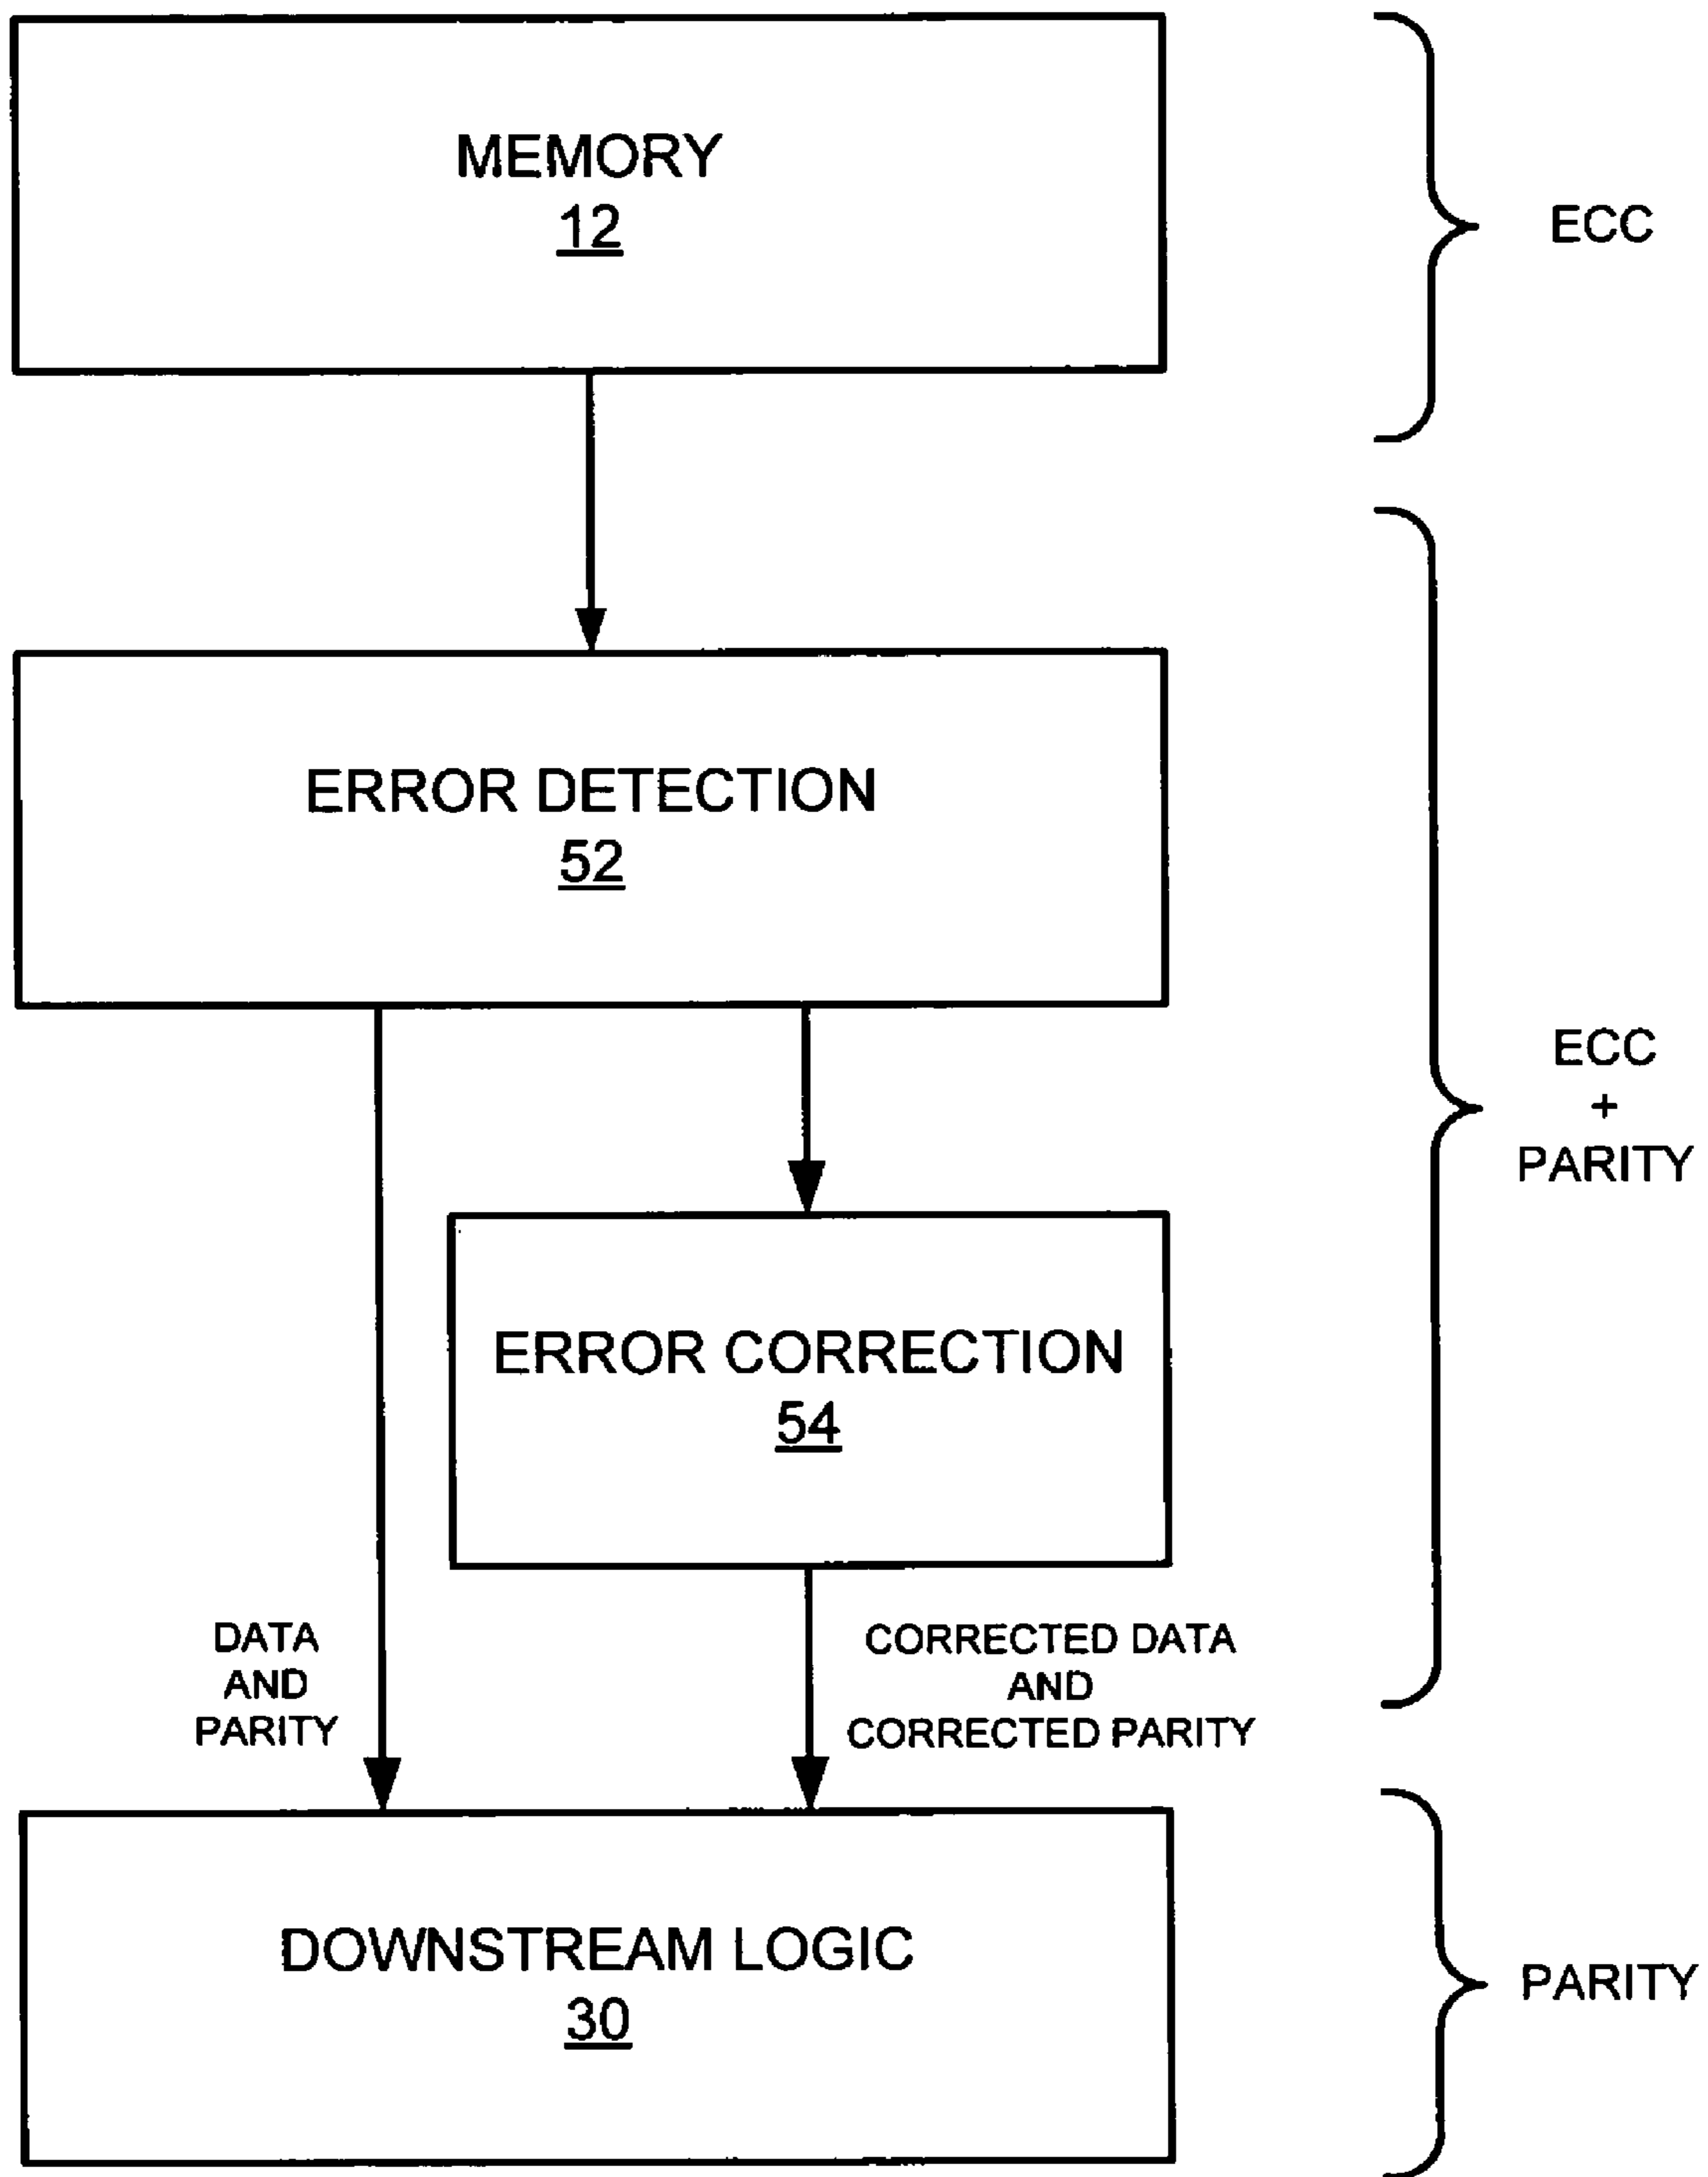 MEMORY
12
ECC
ERROR DETECTION
52
ECC
+
PARITY
ERROR CORRECTION
54
DATA
AND
PARITY
CORRECTED DATA
AND
CORRECTED PARITY
DOWNSTREAM LOGIC
30
PARITY